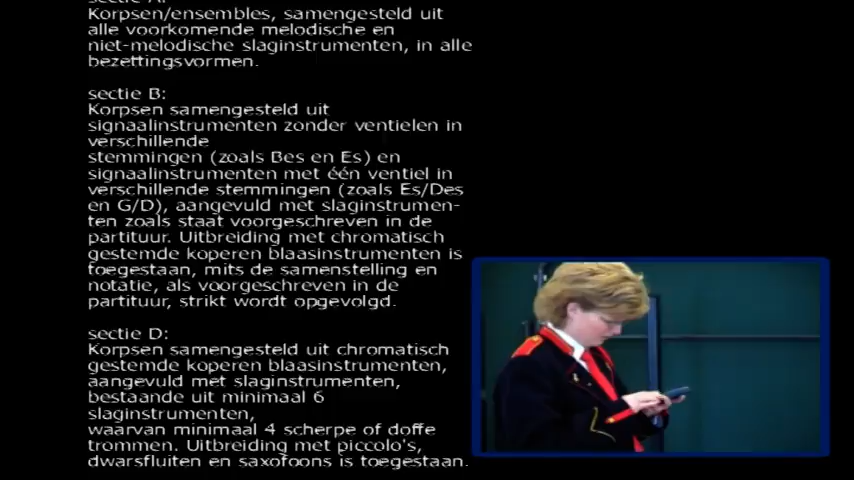 sectie A:
Korpsen/ensembles, samengesteld uit
alle voorkomende melodische en
niet-melodische slaginstrumenten, in alle
bezettingsvormen.
sectie B:
Korpsen samengesteld uit
signaalinstrumenten zonder ventielen in
verschillende
stemmingen (zoals Bes en Es) en
signaalinstrumenten met één ventiel in
verschillende stemmingen (zoals Es/Des
en G/D), aangevuld met slaginstrumen-
ten zoals staat voorgeschreven in de
partituur. Uitbreiding met chromatisch
gestemde koperen blaasinstrumenten is
toegestaan, mits de samenstelling en
notatie, als voorgeschreven in de
partituur, strikt wordt opgevolgd.
sectie D:
Korpsen samengesteld uit chromatisch
gestemde koperen blaasinstrumenten,
aangevuld met slaginstrumenten,
bestaande uit minimaal 6
slaginstrumenten,
waarvan minimaal 4 scherpe of doffe
trommen. Uitbreiding met piccolo's,
dwarsfluiten en saxofoons is toegestaan.